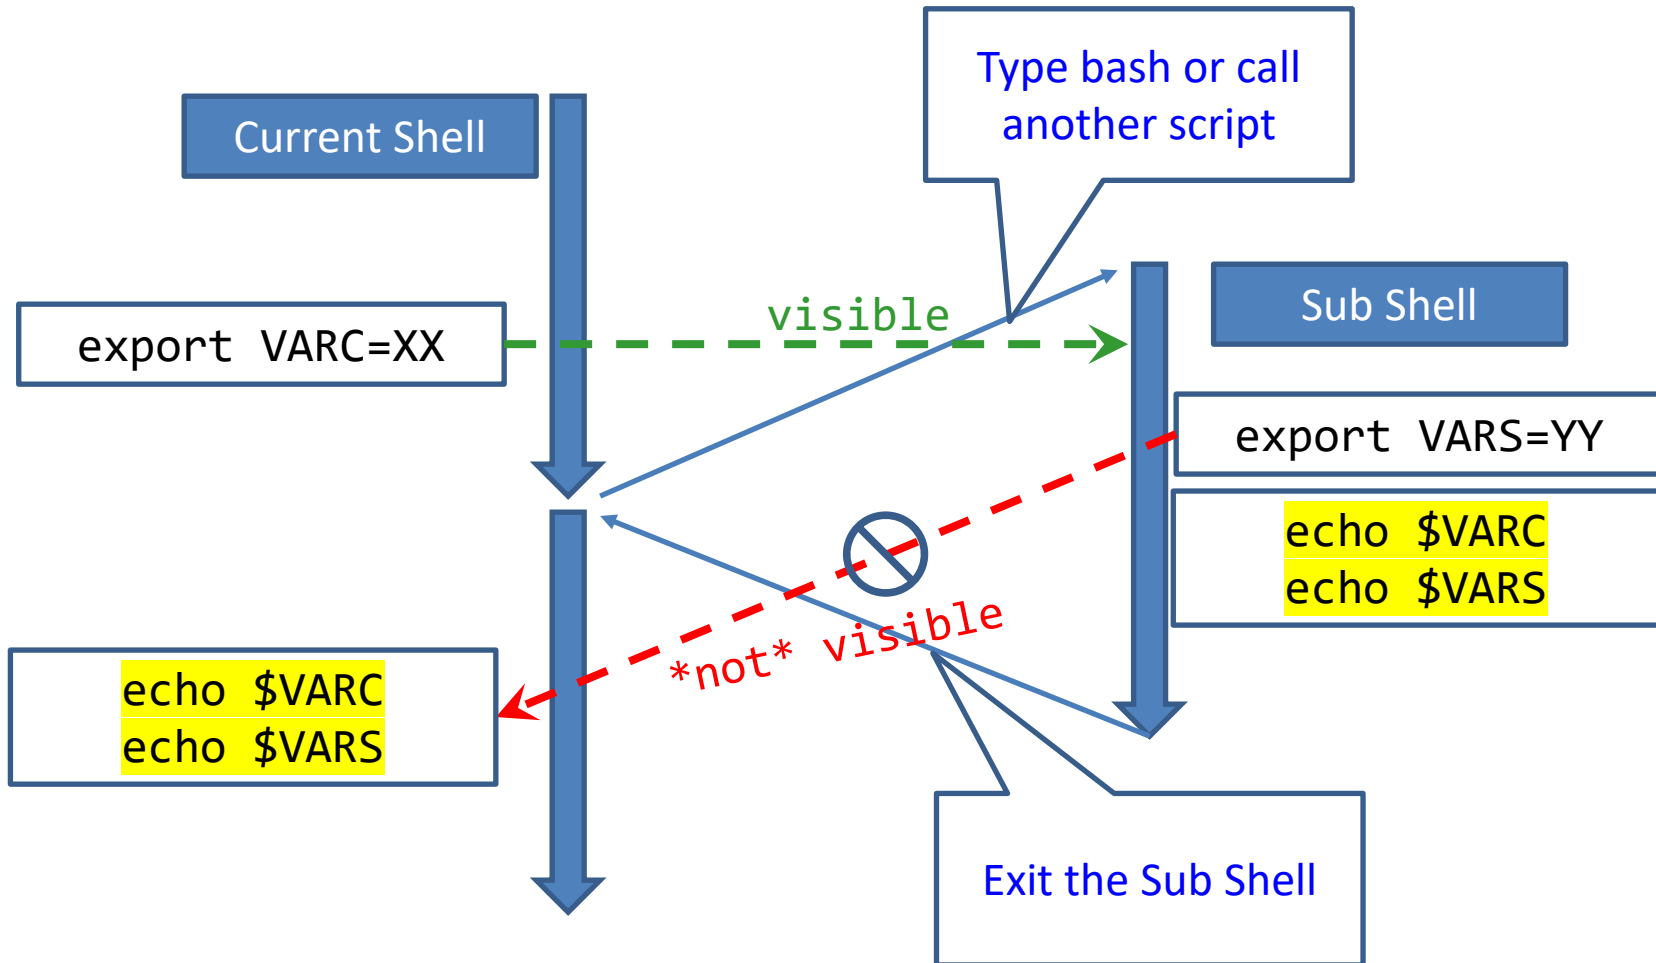 Type bash or call
another script
Current Shell
Sub Shell
visible
export VARC=XX
export VARS=YY
echo $VARC
echo $VARS
*not* visible
echo $VARC
echo $VARS
Exit the Sub Shell